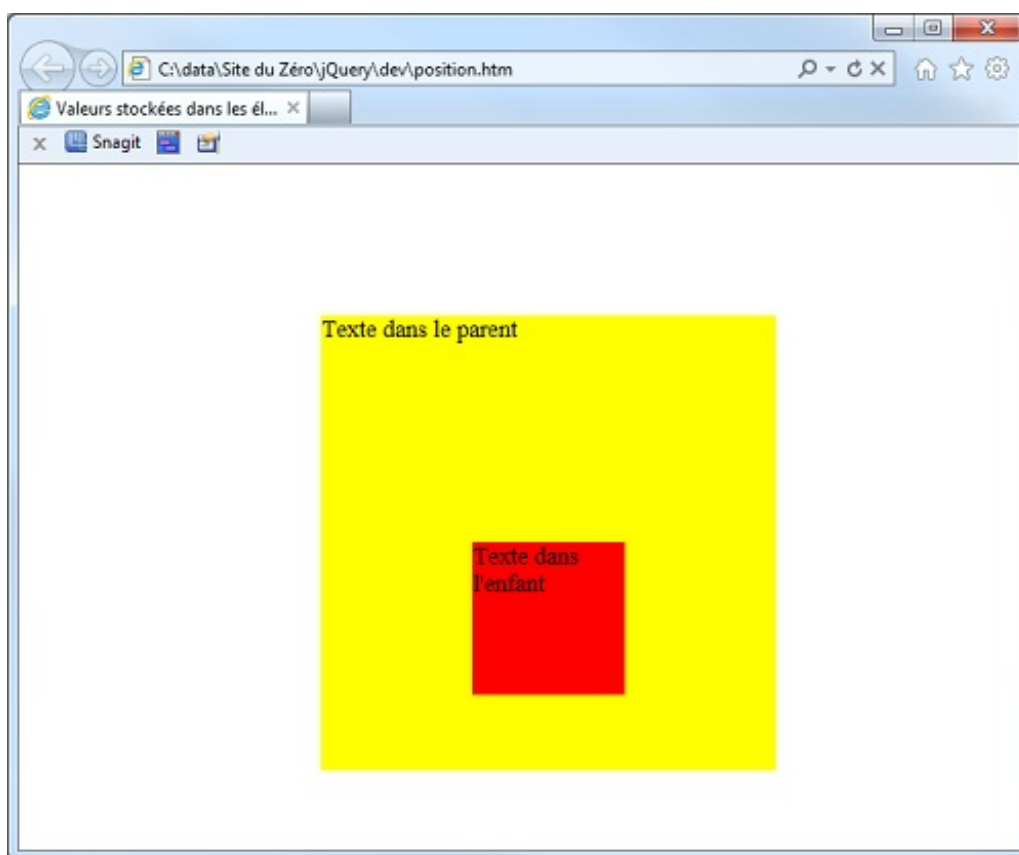 C:\data\Site du Zéro\jQuery\dev\position.htm
Valeurs stockées dans les él...
Snagit
Texte dans le parent
Texte dans
l'enfant